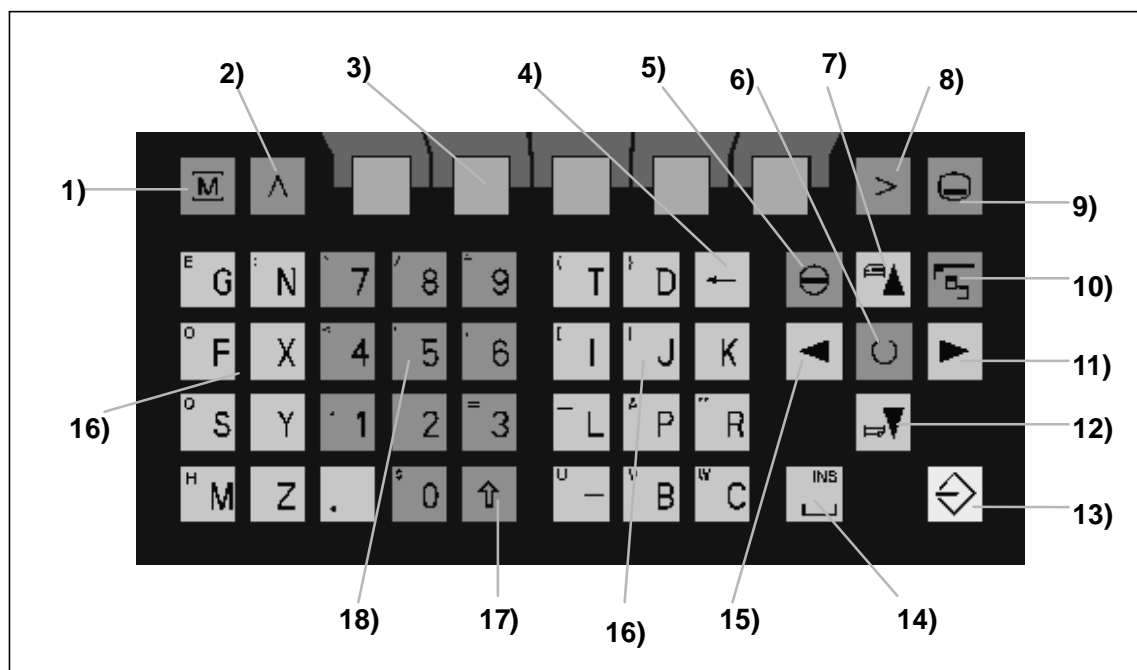 1)
2)
3)
4)
5)
6)
7)
8)
9)
M
∧
>
E G
: N
7
/ 8
9
( T
) D
←
10)
O F
X
< 4
5
6
[ I
J
K
11)
16)
Q S
Y
1
2
= 3
L
& P
" R
12)
H M
Z
.
$ 0
⇧
U –
V B
W C
INS
13)
18)
17)
16)
15)
14)